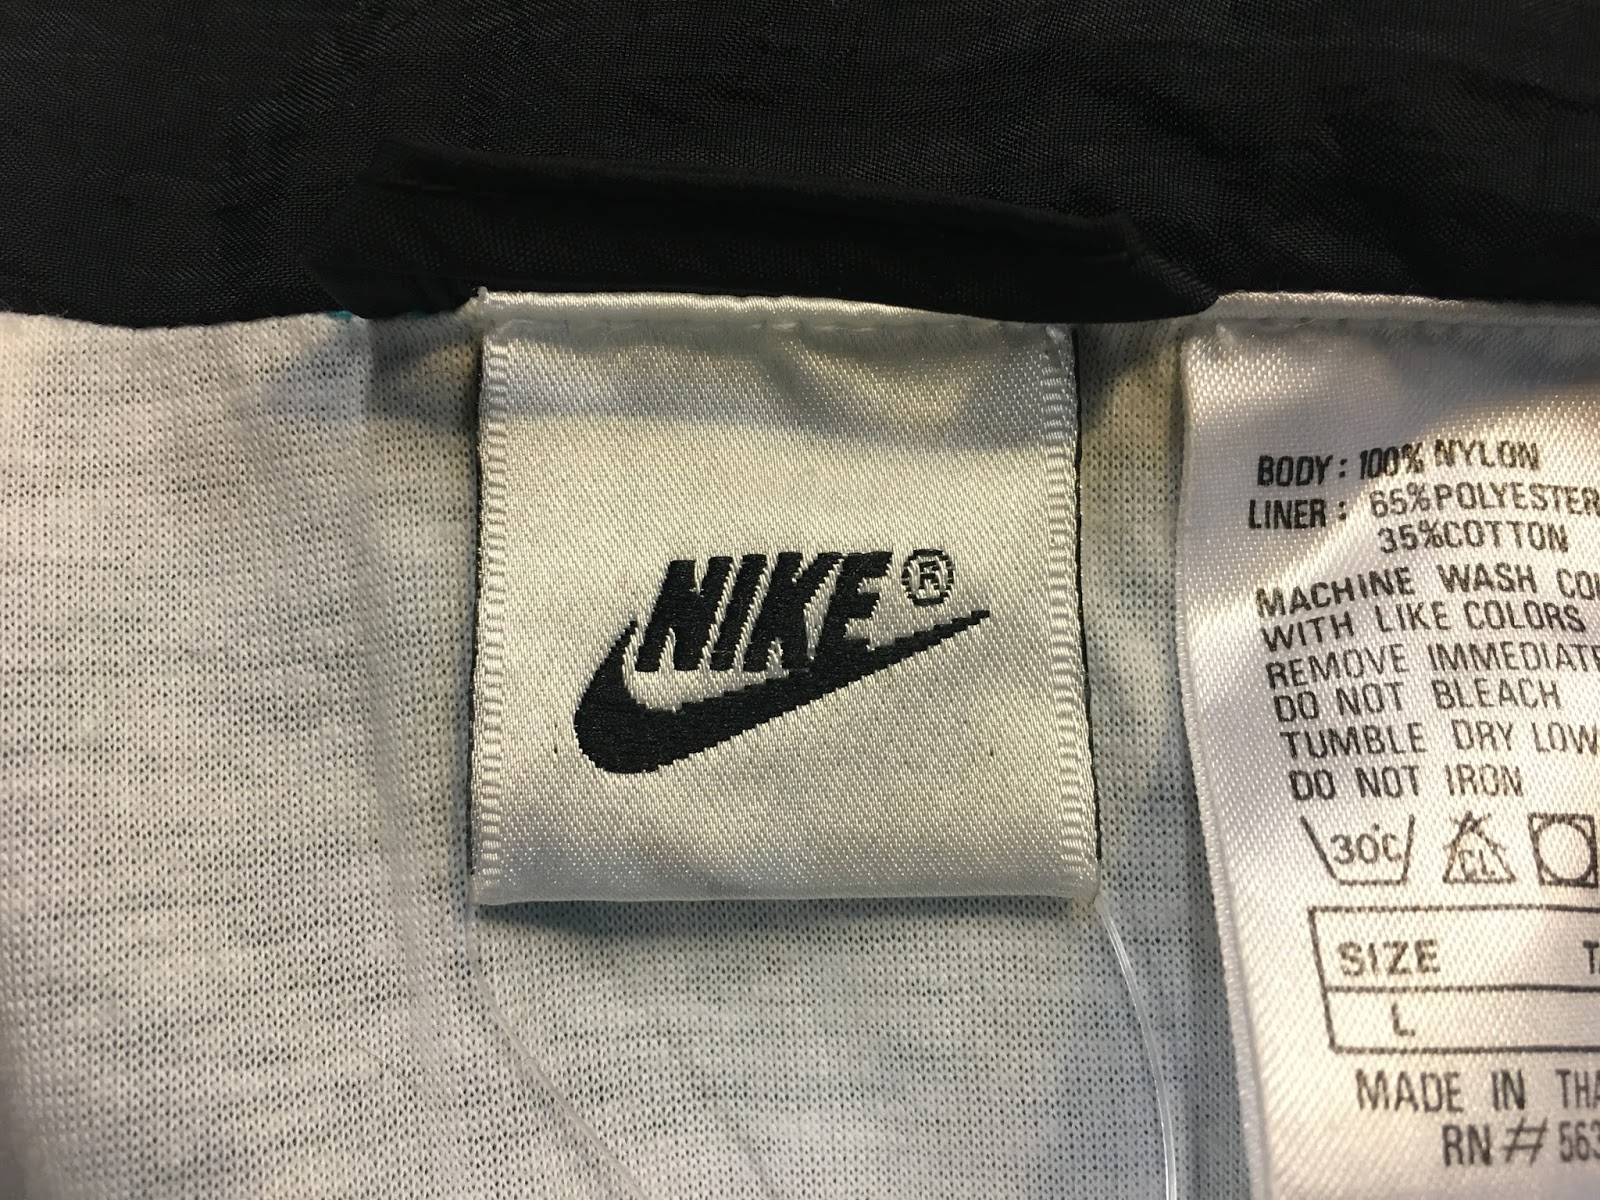 NIKE®
BODY : 100% NYLON
LINER : 65%POLYESTER
35%COTTON
MACHINE WASH
WITH LIKE COLORS
REMOVE
DO NOT BLEACH
TUMBLE DRY LOW
DO NOT IRON
30°C CL
SIZE
L
MADE IN
RN #